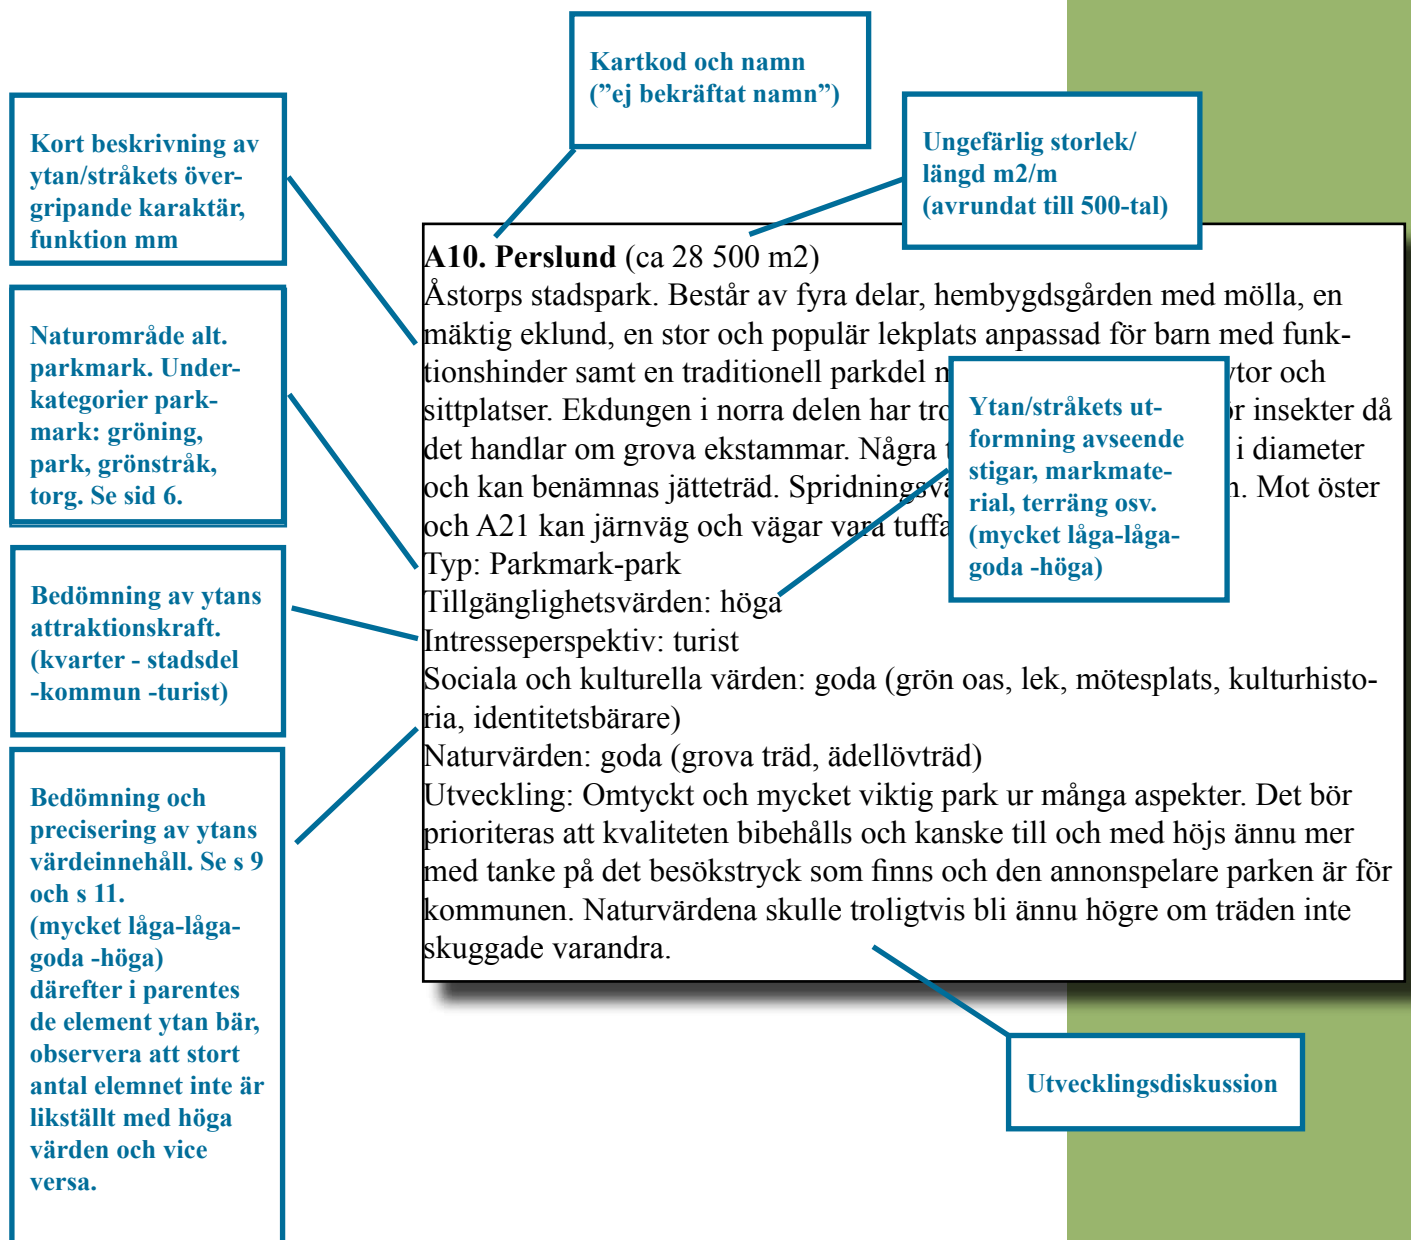 Kartkod och namn
(”ej bekräftat namn”)
Ungefärlig storlek/
längd m2/m
(avrundat till 500-tal)
Kort beskrivning av
ytan/stråkets över-
gripande karaktär,
funktion mm
Naturområde alt.
parkmark. Under-
kategorier park-
mark: gröning,
park, grönstråk,
torg. Se sid 6.
Bedömning av ytans
attraktionskraft.
(kvarter - stadsdel
-kommun -turist)
Bedömning och
precisering av ytans
värdeinnehåll. Se s 9
och s 11.
(mycket låga-låga-
goda -höga)
därefter i parentes
de element ytan bär,
observera att stort
antal elemnet inte är
likställt med höga
värden och vice
versa.
A10. Perslund (ca 28 500 m2)
Åstorps stadspark. Består av fyra delar, hembygdsgården med mölla, en
mäktig eklund, en stor och populär lekplats anpassad för barn med funk-
tionshinder samt en traditionell parkdel och
sittplatser. Ekdungen i norra delen har insekter då
det handlar om grova ekstammar. Några i diameter
och kan benämnas jätteträd. Mot öster
och A21 kan järnväg och vägar vara
Typ: Parkmark-park
Tillgänglighetsvärden: höga
Intresseperspektiv: turist
Sociala och kulturella värden: goda (grön oas, lek, mötesplats, kulturhisto-
ria, identitetsbärare)
Naturvärden: goda (grova träd, ädellövträd)
Utveckling: Omtyckt och mycket viktig park ur många aspekter. Det bör
prioriteras att kvaliteten bibehålls och kanske till och med höjs ännu mer
med tanke på det besökstryck som finns och den annonspelare parken är för
kommunen. Naturvärdena skulle troligtvis bli ännu högre om träden inte
skuggade varandra.
Ytan/stråkets ut-
formning avseende
stigar, markmate-
rial, terräng osv.
(mycket låga-låga-
goda -höga)
Utvecklingsdiskussion